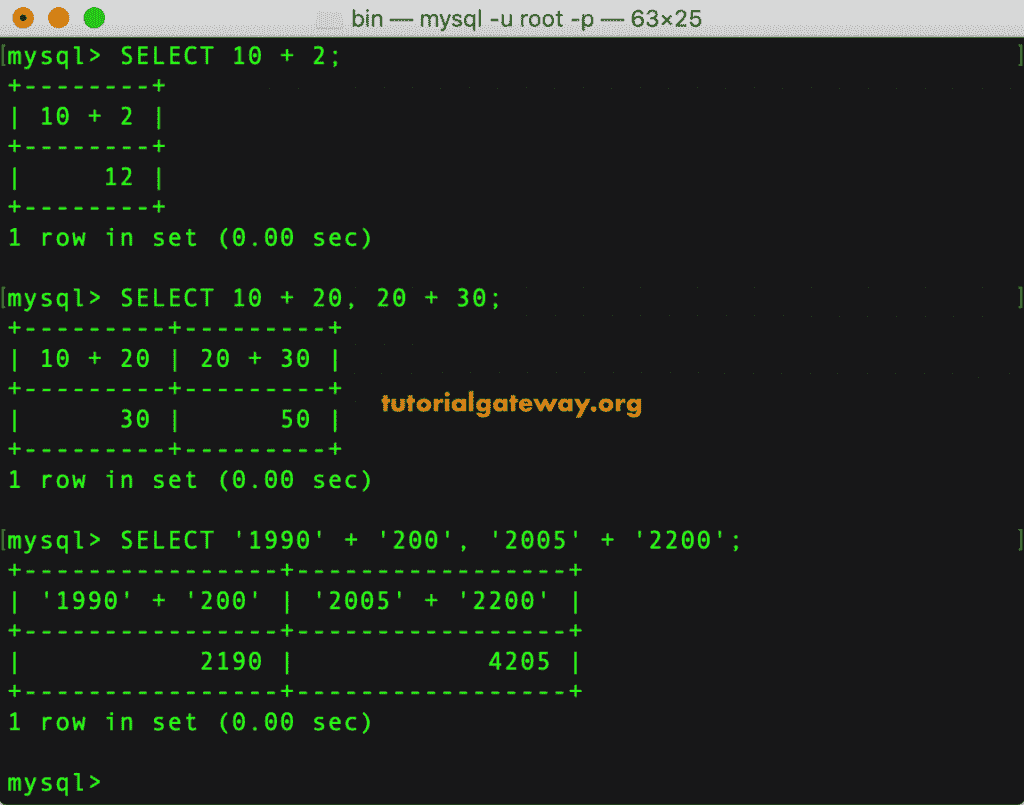 bin — mysql -u root -p — 63×25
[mysql> SELECT 10 + 2; ]
+--------+
| 10 + 2 |
+--------+
|     12 |
+--------+
1 row in set (0.00 sec)
[mysql> SELECT 10 + 20, 20 + 30; ]
+---------+---------+
| 10 + 20 | 20 + 30 |
+---------+---------+
tutorialgateway.org
|      30 |      50 |
+---------+---------+
1 row in set (0.00 sec)
[mysql> SELECT '1990' + '200', '2005' + '2200'; ]
+----------------+-----------------+
| '1990' + '200' | '2005' + '2200' |
+----------------+-----------------+
|           2190 |            4205 |
+----------------+-----------------+
1 row in set (0.00 sec)
mysql>